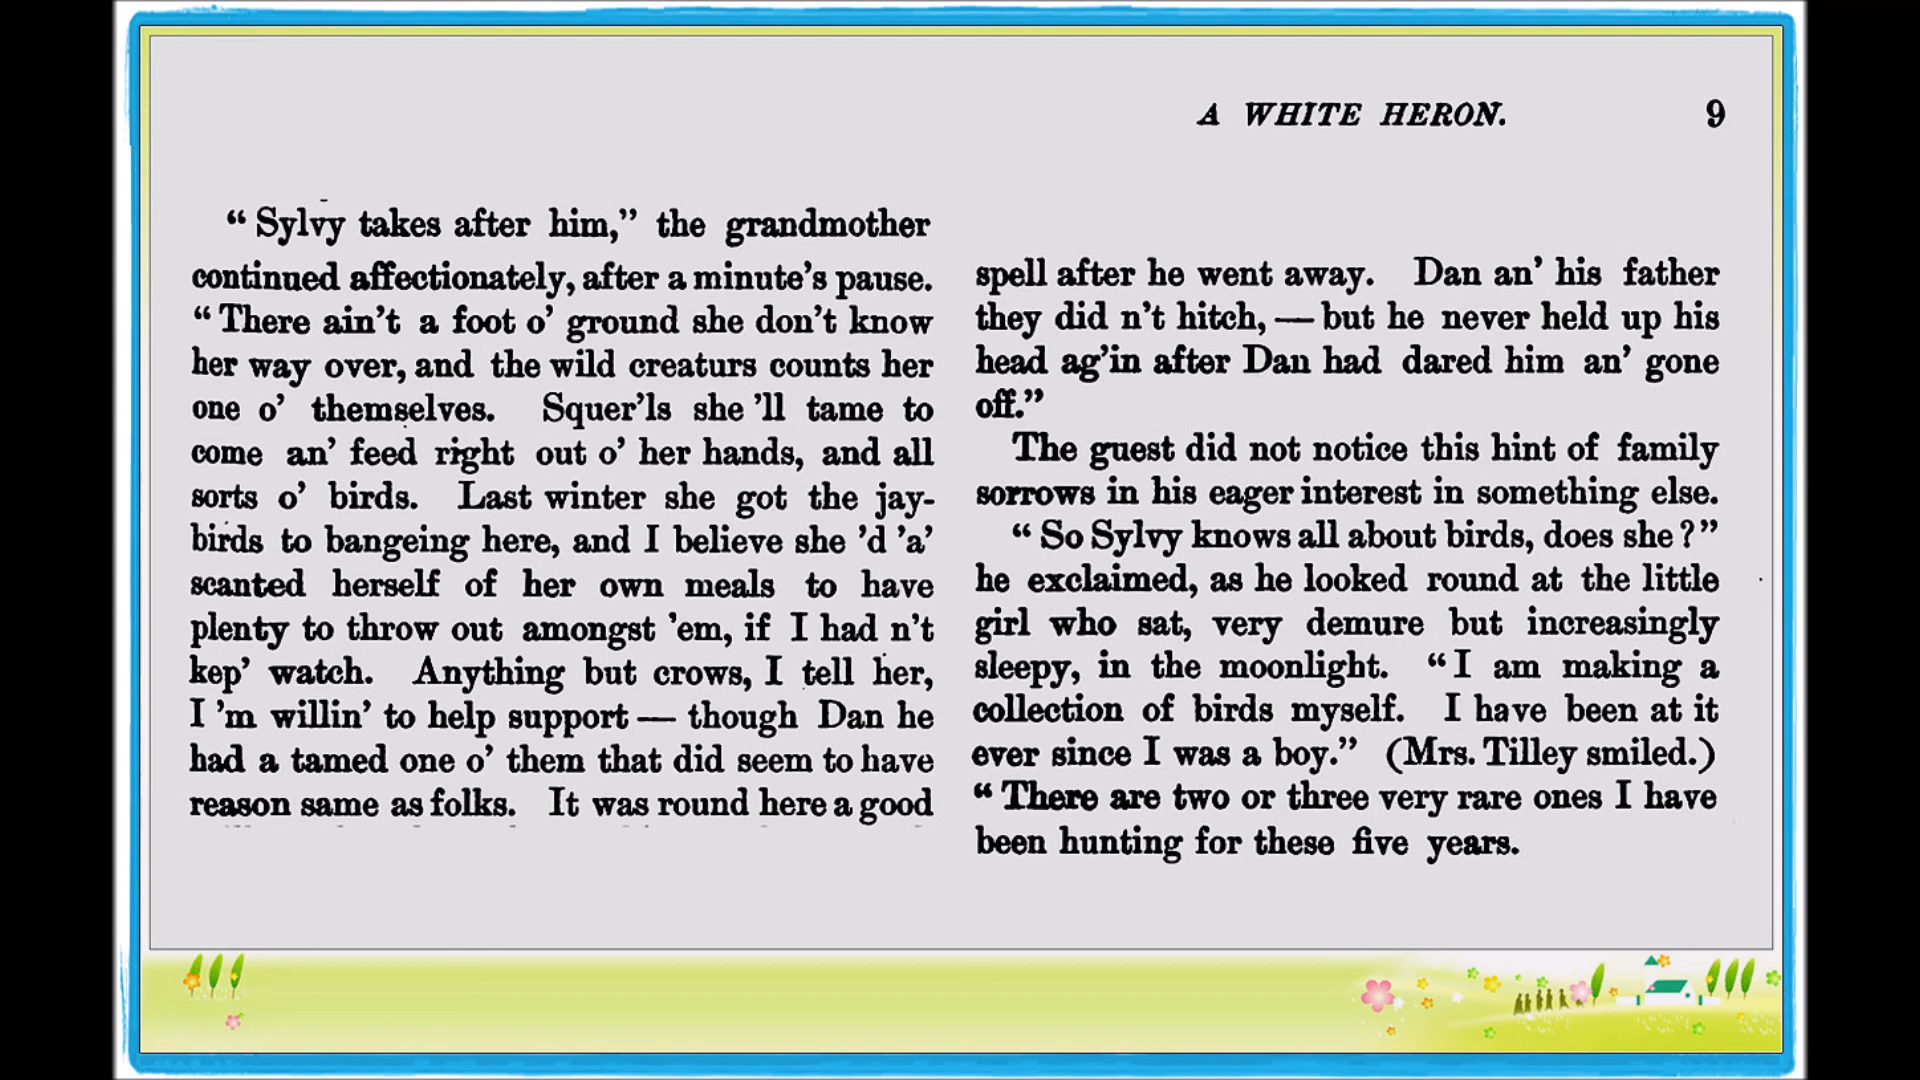 A WHITE HERON. 9
“ Sylvy takes after him,” the grandmother
continued affectionately, after a minute’s pause.
“ There ain’t a foot o’ ground she don’t know
her way over, and the wild creaturs counts her
one o’ themselves. Squer’ls she ’ll tame to
come an’ feed right out o’ her hands, and all
sorts o’ birds. Last winter she got the jay-
birds to bangeing here, and I believe she ’d ’a’
scanted herself of her own meals to have
plenty to throw out amongst ’em, if I had n’t
kep’ watch. Anything but crows, I tell her,
I ’m willin’ to help support — though Dan he
had a tamed one o’ them that did seem to have
reason same as folks. It was round here a good
spell after he went away. Dan an’ his father
they did n’t hitch, — but he never held up his
head ag’in after Dan had dared him an’ gone
off.”
The guest did not notice this hint of family
sorrows in his eager interest in something else.
“ So Sylvy knows all about birds, does she ? ”
he exclaimed, as he looked round at the little
girl who sat, very demure but increasingly
sleepy, in the moonlight. “ I am making a
collection of birds myself. I have been at it
ever since I was a boy.” (Mrs. Tilley smiled.)
“ There are two or three very rare ones I have
been hunting for these five years.